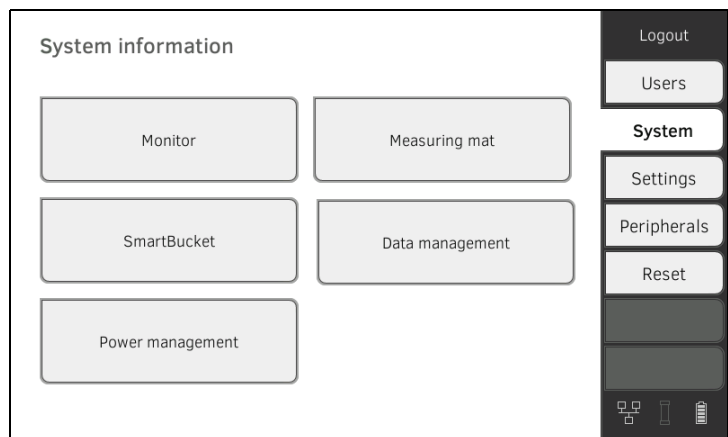 System information
Monitor
Measuring mat
SmartBucket
Data management
Power management
Logout
Users
System
Settings
Peripherals
Reset